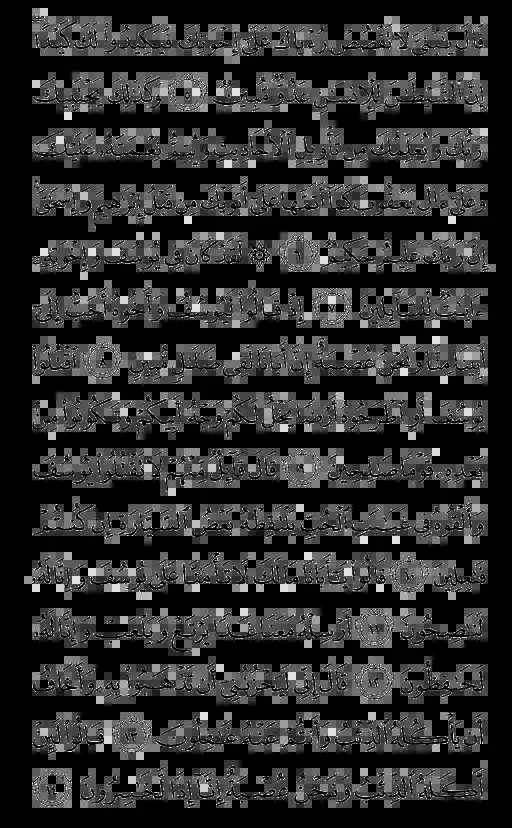 قَالَ يَٰبُنَىَّ لَا تَقْصُصْ رُءْيَاكَ عَلَىٰٓ إِخْوَتِكَ فَيَكِيدُوا۟ لَكَ كَيْدًا
إِنَّ ٱلشَّيْطَٰنَ لِلْإِنسَٰنِ عَدُوٌّ مُّبِينٌ ٥ وَكَذَٰلِكَ يَجْتَبِيكَ
رَبُّكَ وَيُعَلِّمُكَ مِن تَأْوِيلِ ٱلْأَحَادِيثِ وَيُتِمُّ نِعْمَتَهُۥ عَلَيْكَ
وَعَلَىٰٓ ءَالِ يَعْقُوبَ كَمَآ أَتَمَّهَا عَلَىٰٓ أَبَوَيْكَ مِن قَبْلُ إِبْرَٰهِيمَ وَإِسْحَٰقَ
إِنَّ رَبَّكَ عَلِيمٌ حَكِيمٌ ٦ ۞ لَّقَدْ كَانَ فِى يُوسُفَ وَإِخْوَتِهِۦٓ
ءَايَٰتٌ لِّلسَّآئِلِينَ ٧ إِذْ قَالُوا۟ لَيُوسُفُ وَأَخُوهُ أَحَبُّ إِلَىٰٓ
أَبِينَا مِنَّا وَنَحْنُ عُصْبَةٌ إِنَّ أَبَانَا لَفِى ضَلَٰلٍ مُّبِينٍ ٨ ٱقْتُلُوا۟
يُوسُفَ أَوِ ٱطْرَحُوهُ أَرْضًا يَخْلُ لَكُمْ وَجْهُ أَبِيكُمْ وَتَكُونُوا۟ مِنۢ
بَعْدِهِۦ قَوْمًا صَٰلِحِينَ ٩ قَالَ قَآئِلٌ مِّنْهُمْ لَا تَقْتُلُوا۟ يُوسُفَ
وَأَلْقُوهُ فِى غَيَٰبَتِ ٱلْجُبِّ يَلْتَقِطْهُ بَعْضُ ٱلسَّيَّارَةِ إِن كُنتُمْ
فَٰعِلِينَ ١٠ قَالُوا۟ يَٰٓأَبَانَا مَا لَكَ لَا تَأْمَ۫نَّا عَلَىٰ يُوسُفَ وَإِنَّا لَهُۥ
لَنَٰصِحُونَ ١١ أَرْسِلْهُ مَعَنَا غَدًا يَرْتَعْ وَيَلْعَبْ وَإِنَّا لَهُۥ
لَحَٰفِظُونَ ١٢ قَالَ إِنِّى لَيَحْزُنُنِىٓ أَن تَذْهَبُوا۟ بِهِۦ وَأَخَافُ
أَن يَأْكُلَهُ ٱلذِّئْبُ وَأَنتُمْ عَنْهُ غَٰفِلُونَ ١٣ قَالُوا۟ لَئِنْ
أَكَلَهُ ٱلذِّئْبُ وَنَحْنُ عُصْبَةٌ إِنَّآ إِذًا لَّخَٰسِرُونَ ١٤